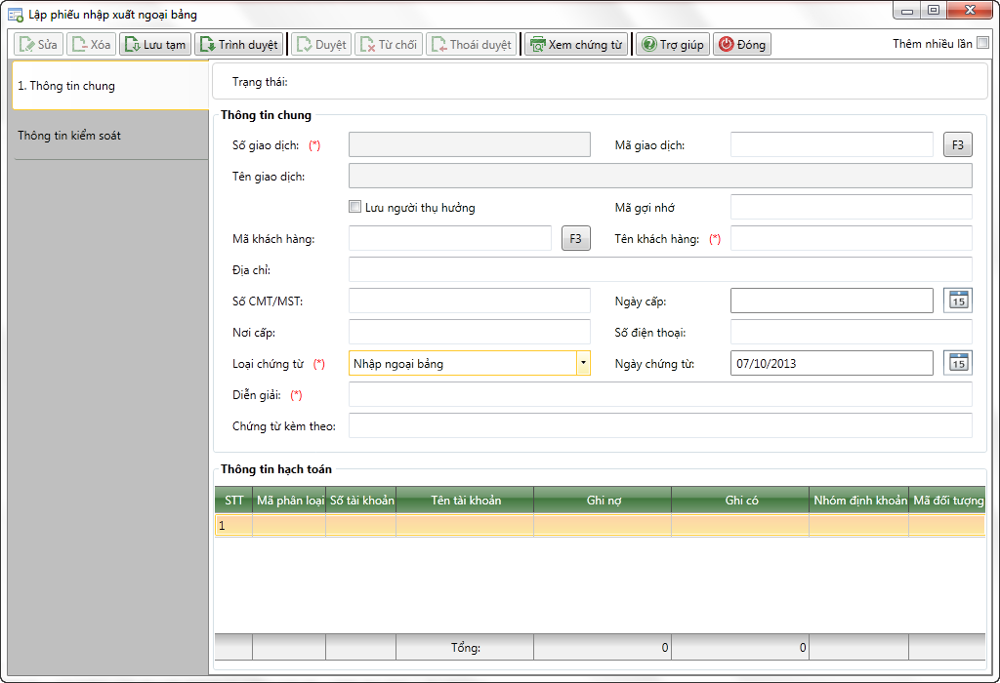 Lập phiếu nhập xuất ngoại bảng
Sửa Xóa Lưu tạm Trình duyệt Duyệt Từ chối Thoái duyệt Xem chứng từ Trợ giúp Đóng Thêm nhiều lần
1. Thông tin chung
Thông tin kiểm soát
Trạng thái:
Thông tin chung
Số giao dịch: (*) Mã giao dịch: F3
Tên giao dịch:
Lưu người thụ hưởng Mã gợi nhớ
Mã khách hàng: F3 Tên khách hàng: (*)
Địa chỉ:
Số CMT/MST: Ngày cấp: 15
Nơi cấp: Số điện thoại:
Loại chứng từ (*) Nhập ngoại bảng Ngày chứng từ: 07/10/2013 15
Diễn giải: (*)
Chứng từ kèm theo:
Thông tin hạch toán
STT Mã phân loại Số tài khoản Tên tài khoản Ghi nợ Ghi có Nhóm định khoản Mã đối tượng
1
Tổng: 0 0